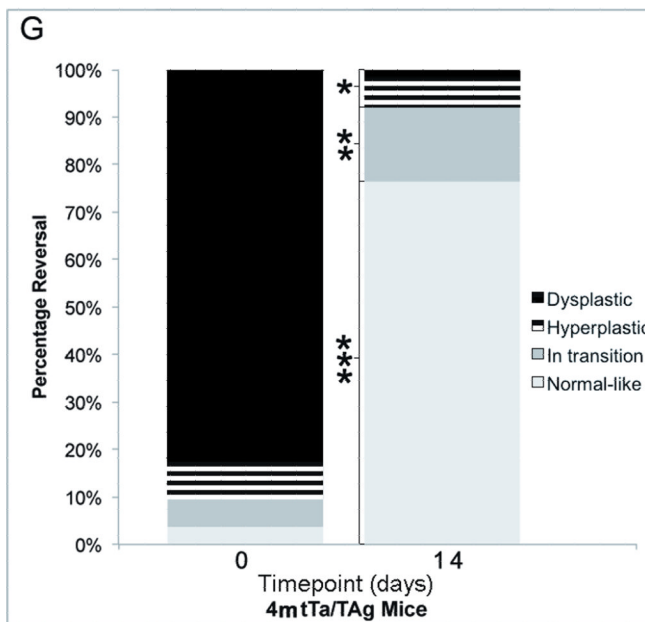 G
Percentage Reversal
100%
90%
80%
70%
60%
50%
40%
30%
20%
10%
0%
*
**
***
Dysplastic
Hyperplastic
In transition
Normal-like
0
14
Timepoint (days)
4mtTa/TAg Mice